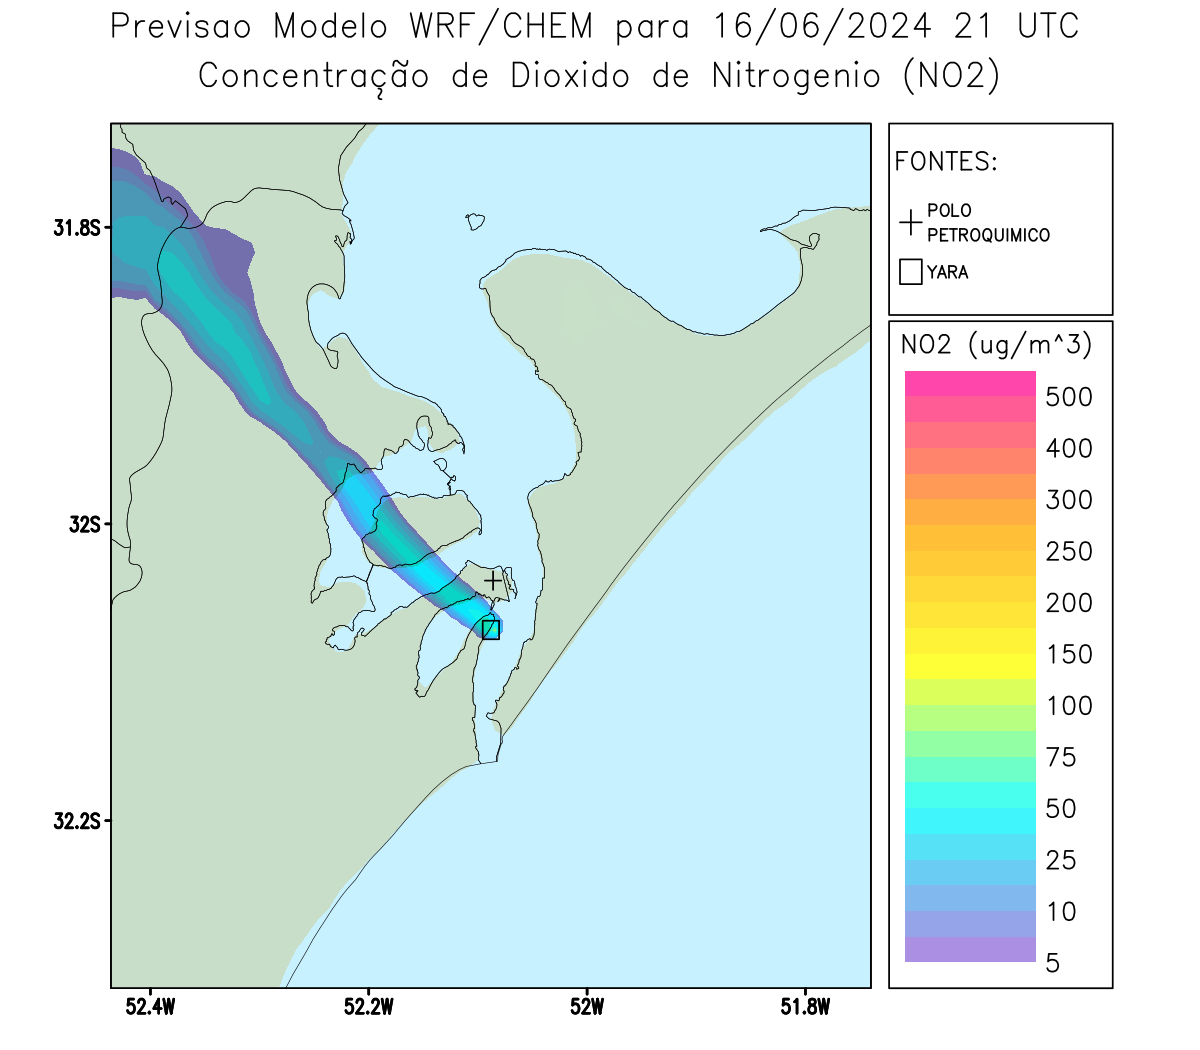 Previsao Modelo WRF/CHEM para 16/06/2024 21 UTC
Concentração de Dioxido de Nitrogenio (NO2)
FONTES:
POLO
PETROQUIMICO
YARA
NO2 (ug/m^3)
500
400
300
250
200
150
100
75
50
25
10
5
31.8S
32S
32.2S
52.4W
52.2W
52W
51.8W